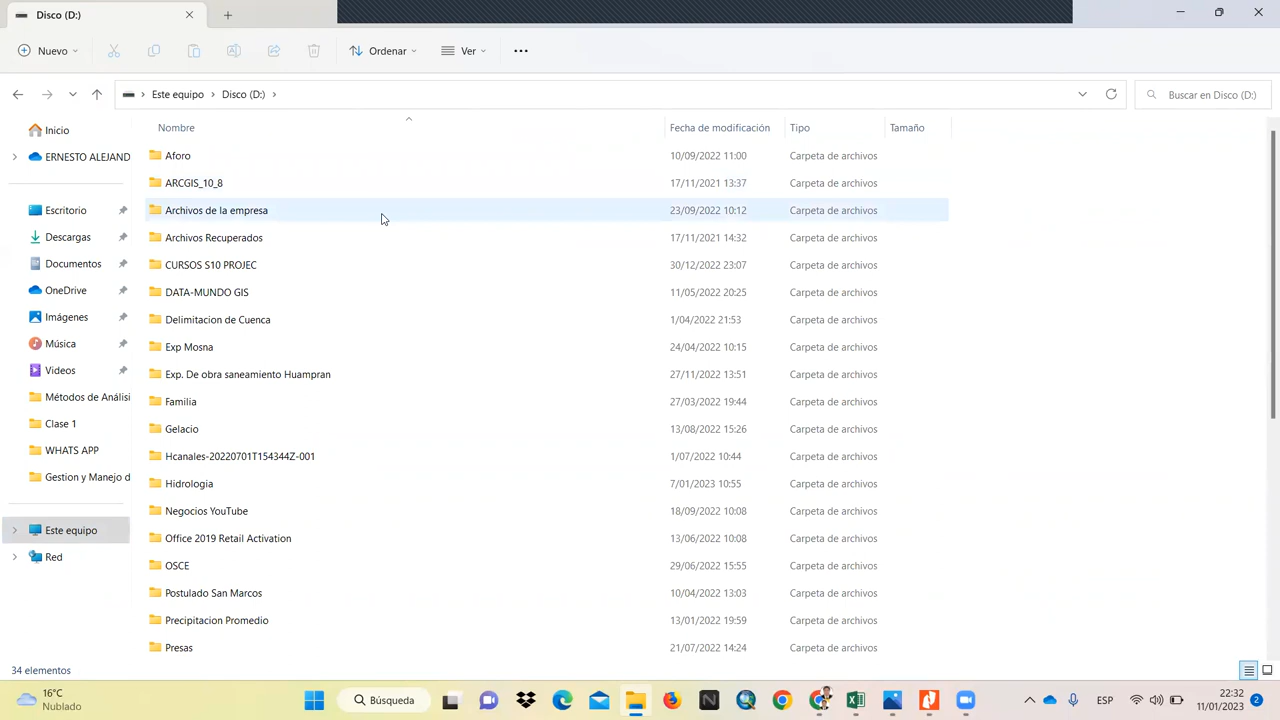 Disco (D:)
Nuevo
Ordenar
Ver
Este equipo
Disco (D:)
Buscar en Disco (D:)
Inicio
ERNESTO ALEJAND
Escritorio
Descargas
Documentos
OneDrive
Imágenes
Música
Videos
Métodos de Análisi
Clase 1
WHATS APP
Gestion y Manejo d
Este equipo
Red
Nombre Fecha de modificación Tipo Tamaño
Aforo 10/09/2022 11:00 Carpeta de archivos
ARCGIS_10_8 17/11/2021 13:37 Carpeta de archivos
Archivos de la empresa 23/09/2022 10:12 Carpeta de archivos
Archivos Recuperados 17/11/2021 14:32 Carpeta de archivos
CURSOS S10 PROJEC 30/12/2022 23:07 Carpeta de archivos
DATA-MUNDO GIS 11/05/2022 20:25 Carpeta de archivos
Delimitacion de Cuenca 1/04/2022 21:53 Carpeta de archivos
Exp Mosna 24/04/2022 10:15 Carpeta de archivos
Exp. De obra saneamiento Huampran 27/11/2022 13:51 Carpeta de archivos
Familia 27/03/2022 19:44 Carpeta de archivos
Gelacio 13/08/2022 15:26 Carpeta de archivos
Hcanales-20220701T154344Z-001 1/07/2022 10:44 Carpeta de archivos
Hidrologia 7/01/2023 10:55 Carpeta de archivos
Negocios YouTube 18/09/2022 10:08 Carpeta de archivos
Office 2019 Retail Activation 13/06/2022 10:08 Carpeta de archivos
OSCE 29/06/2022 15:55 Carpeta de archivos
Postulado San Marcos 10/04/2022 13:03 Carpeta de archivos
Precipitacion Promedio 13/01/2022 19:59 Carpeta de archivos
Presas 21/07/2022 14:24 Carpeta de archivos
34 elementos
16°C
Nublado
Búsqueda
ESP
22:32
11/01/2023
2